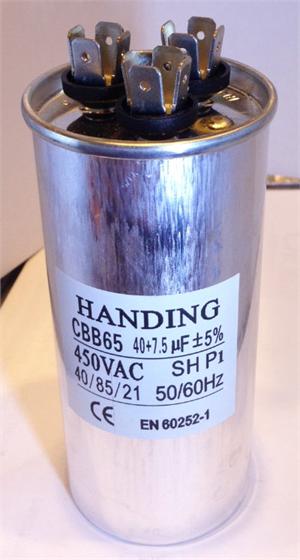 HANDING
CBB65 40+7.5 μF±5%
450VAC SH P1
40/85/21 50/60Hz
CE EN 60252-1